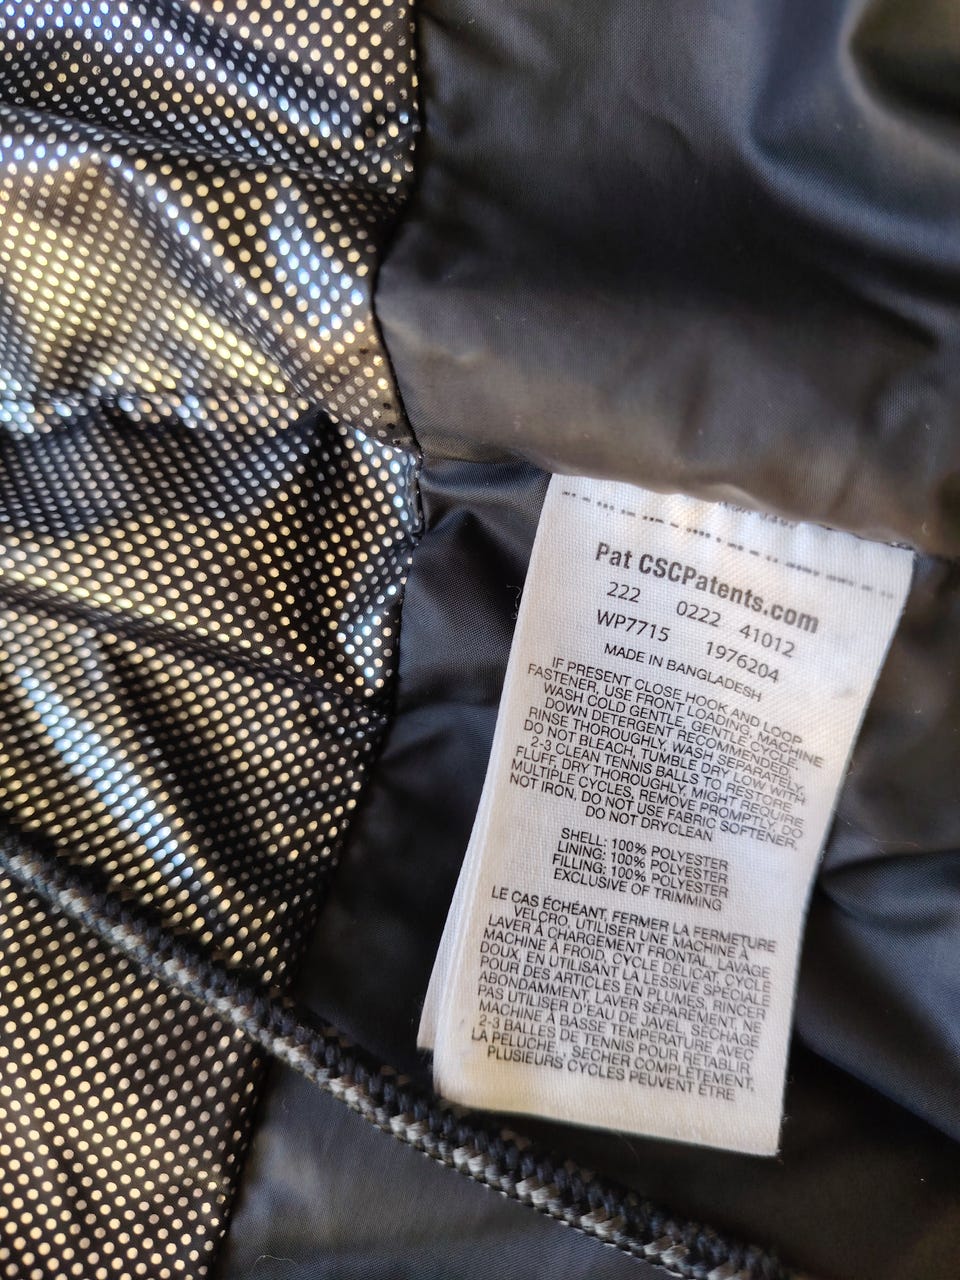 Pat CSCPatents.com
222 0222 41012
WP7715 1976204
MADE IN BANGLADESH
IF PRESENT CLOSE HOOK AND LOOP
FASTENER, USE FRONT LOADING, MACHINE
WASH COLD GENTLE, GENTLE CYCLE,
DOWN DETERGENT RECOMMENDED,
RINSE THOROUGHLY, WASH SEPARATELY,
DO NOT BLEACH, TUMBLE DRY LOW WITH
2-3 CLEAN TENNIS BALLS TO RESTORE
FLUFF, DRY THOROUGHLY, MIGHT REQUIRE
MULTIPLE CYCLES, REMOVE PROMPTLY, DO
NOT IRON, DO NOT USE FABRIC SOFTENER,
DO NOT DRYCLEAN
SHELL: 100% POLYESTER
LINING: 100% POLYESTER
FILLING: 100% POLYESTER
EXCLUSIVE OF TRIMMING
LE CAS ÉCHÉANT, FERMER LA FERMETURE
VELCRO, UTILISER UNE MACHINE À
LAVER À CHARGEMENT FRONTAL, LAVAGE
MACHINE À FROID, CYCLE DÉLICAT, CYCLE
DOUX, EN UTILISANT LA LESSIVE SPÉCIALE
POUR DES ARTICLES EN PLUMES, RINCER
ABONDAMMENT, LAVER SÉPARÉMENT, NE
PAS UTILISER D'EAU DE JAVEL, SÉCHAGE
MACHINE À BASSE TEMPÉRATURE AVEC
2-3 BALLES DE TENNIS POUR RÉTABLIR
LA PELUCHE, SÉCHER COMPLÈTEMENT,
PLUSIEURS CYCLES PEUVENT ÊTRE